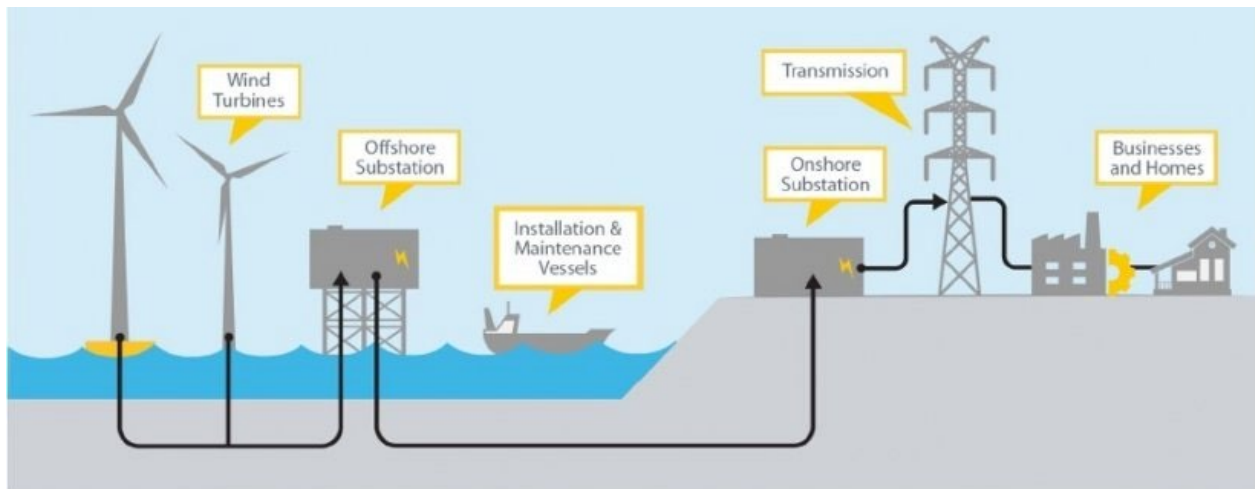 Wind
Turbines
Offshore
Substation
Installation &
Maintenance
Vessels
Transmission
Onshore
Substation
Businesses
and Homes